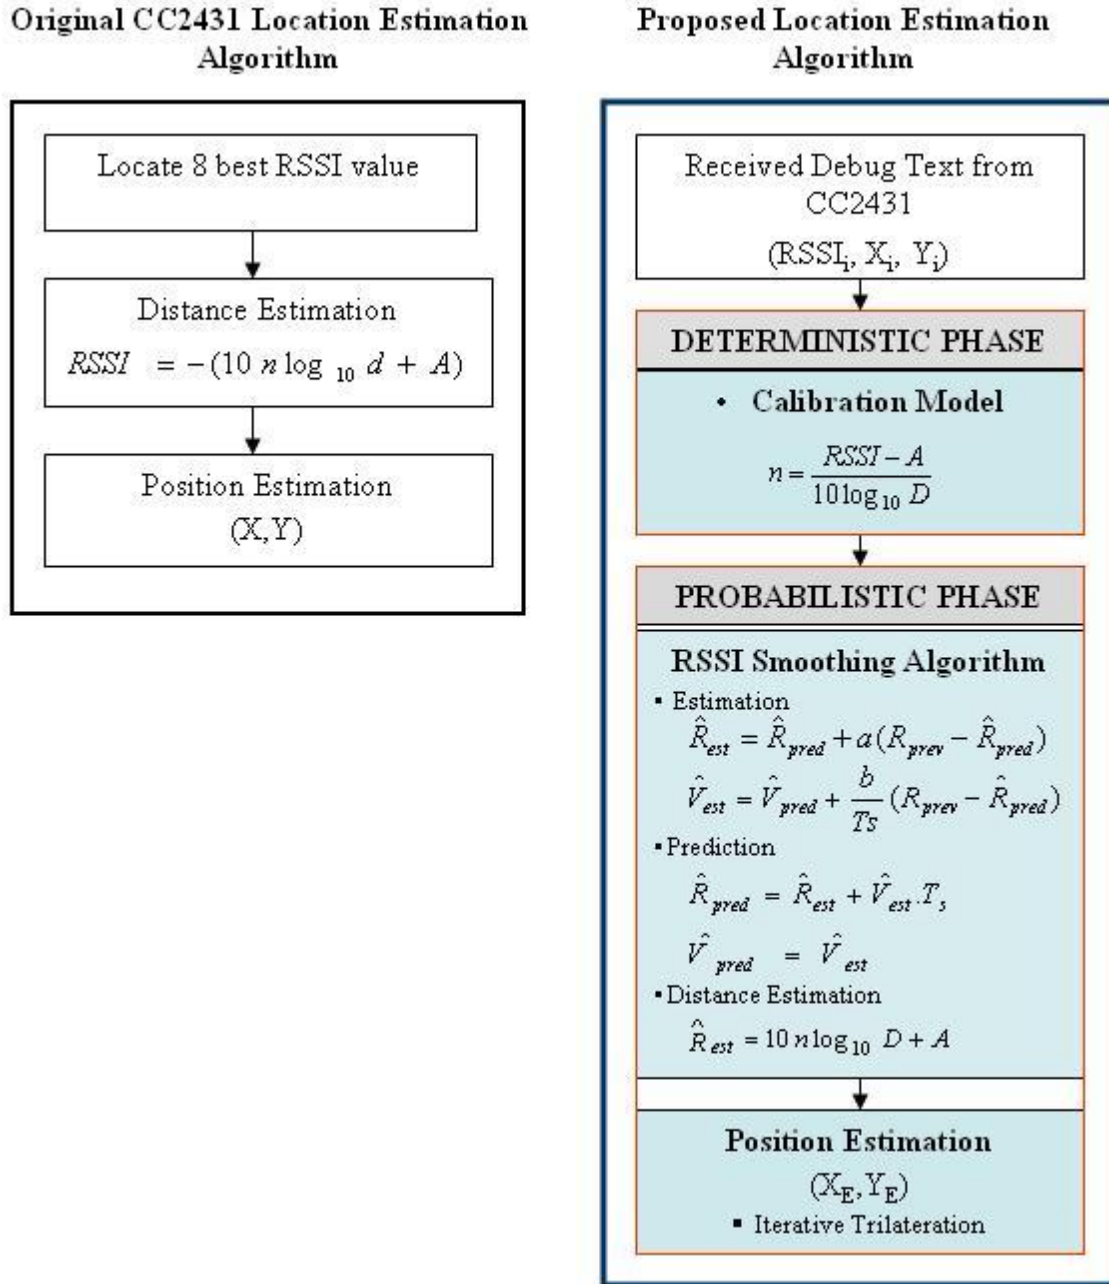 Original CC2431 Location Estimation
Algorithm
Locate 8 best RSSI value
Distance Estimation
RSSI = −(10 n log 10 d + A)
Position Estimation
(X,Y)
Proposed Location Estimation
Algorithm
Received Debug Text from
CC2431
(RSSIi, Xi, Yi)
DETERMINISTIC PHASE
• Calibration Model
n = RSSI − A / 10 log10 D
PROBABILISTIC PHASE
RSSI Smoothing Algorithm
▪ Estimation
R̂est = R̂pred + a(Rprev − R̂pred)
V̂est = V̂pred + b/Ts (Rprev − R̂pred)
▪ Prediction
R̂pred = R̂est + V̂est.Ts
V̂pred = V̂est
▪ Distance Estimation
R̂est = 10 n log10 D + A
Position Estimation
(XE, YE)
▪ Iterative Trilateration